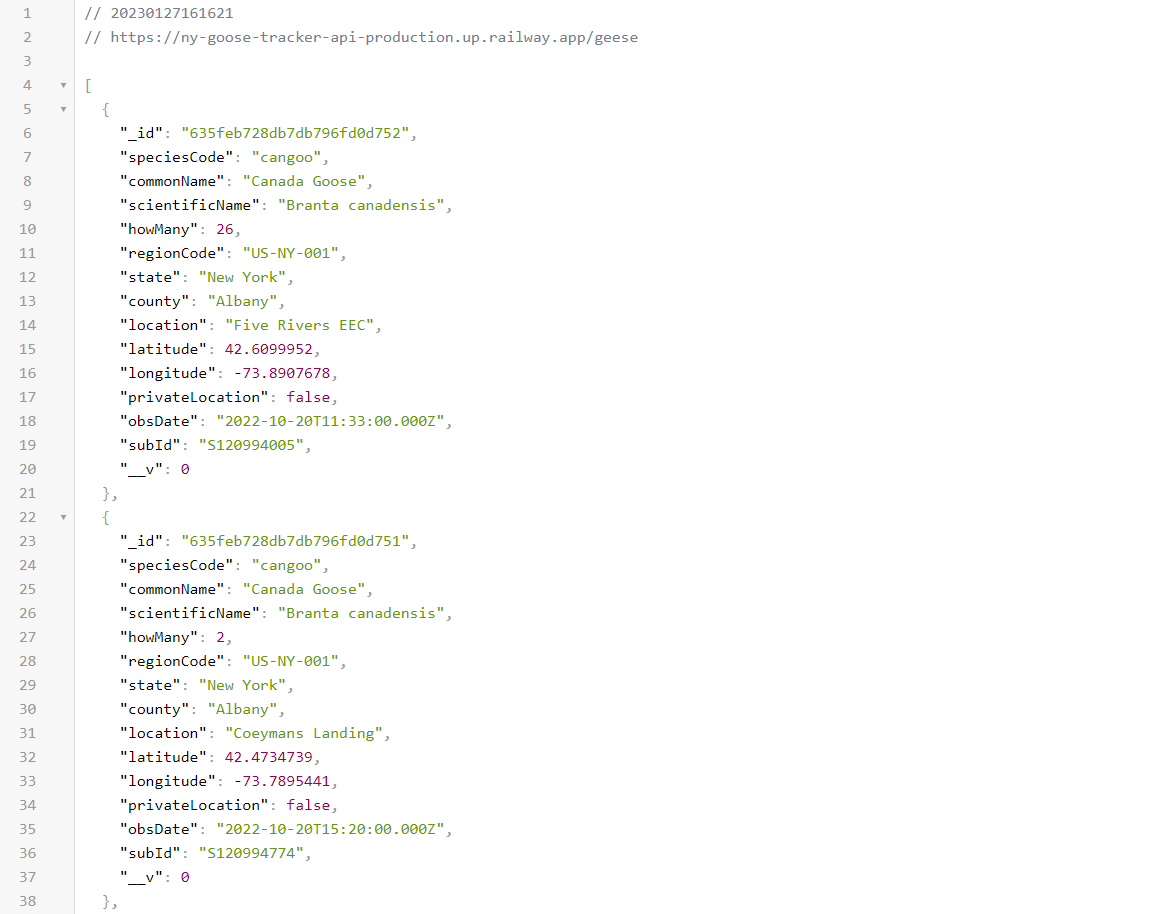 1 // 20230127161621
2 // https://ny-goose-tracker-api-production.up.railway.app/geese
3
4 [
5 {
6 "_id": "635feb728db7db796fd0d752",
7 "speciesCode": "cangoo",
8 "commonName": "Canada Goose",
9 "scientificName": "Branta canadensis",
10 "howMany": 26,
11 "regionCode": "US-NY-001",
12 "state": "New York",
13 "county": "Albany",
14 "location": "Five Rivers EEC",
15 "latitude": 42.6099952,
16 "longitude": -73.8907678,
17 "privateLocation": false,
18 "obsDate": "2022-10-20T11:33:00.000Z",
19 "subId": "S120994005",
20 "__v": 0
21 },
22 {
23 "_id": "635feb728db7db796fd0d751",
24 "speciesCode": "cangoo",
25 "commonName": "Canada Goose",
26 "scientificName": "Branta canadensis",
27 "howMany": 2,
28 "regionCode": "US-NY-001",
29 "state": "New York",
30 "county": "Albany",
31 "location": "Coeymans Landing",
32 "latitude": 42.4734739,
33 "longitude": -73.7895441,
34 "privateLocation": false,
35 "obsDate": "2022-10-20T15:20:00.000Z",
36 "subId": "S120994774",
37 "__v": 0
38 },